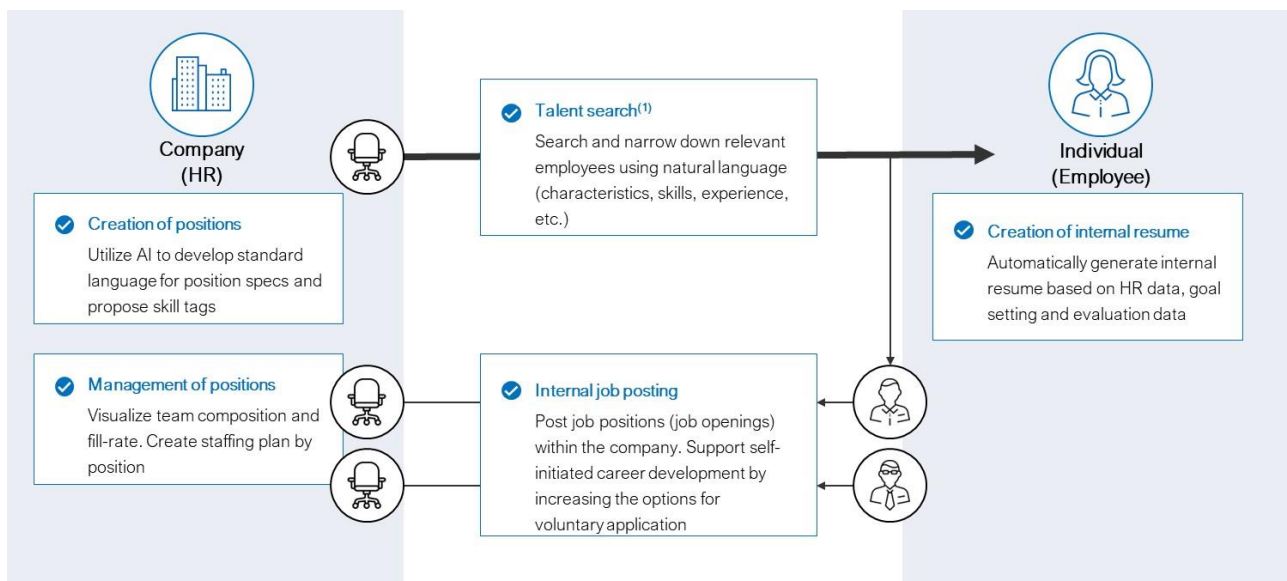 Company
(HR)
Creation of positions
Utilize AI to develop standard
language for position specs and
propose skill tags
Management of positions
Visualize team composition and
fill-rate. Create staffing plan by
position
Talent search(1)
Search and narrow down relevant
employees using natural language
(characteristics, skills, experience,
etc.)
Internal job posting
Post job positions (job openings)
within the company. Support self-
initiated career development by
increasing the options for
voluntary application
Individual
(Employee)
Creation of internal resume
Automatically generate internal
resume based on HR data, goal
setting and evaluation data